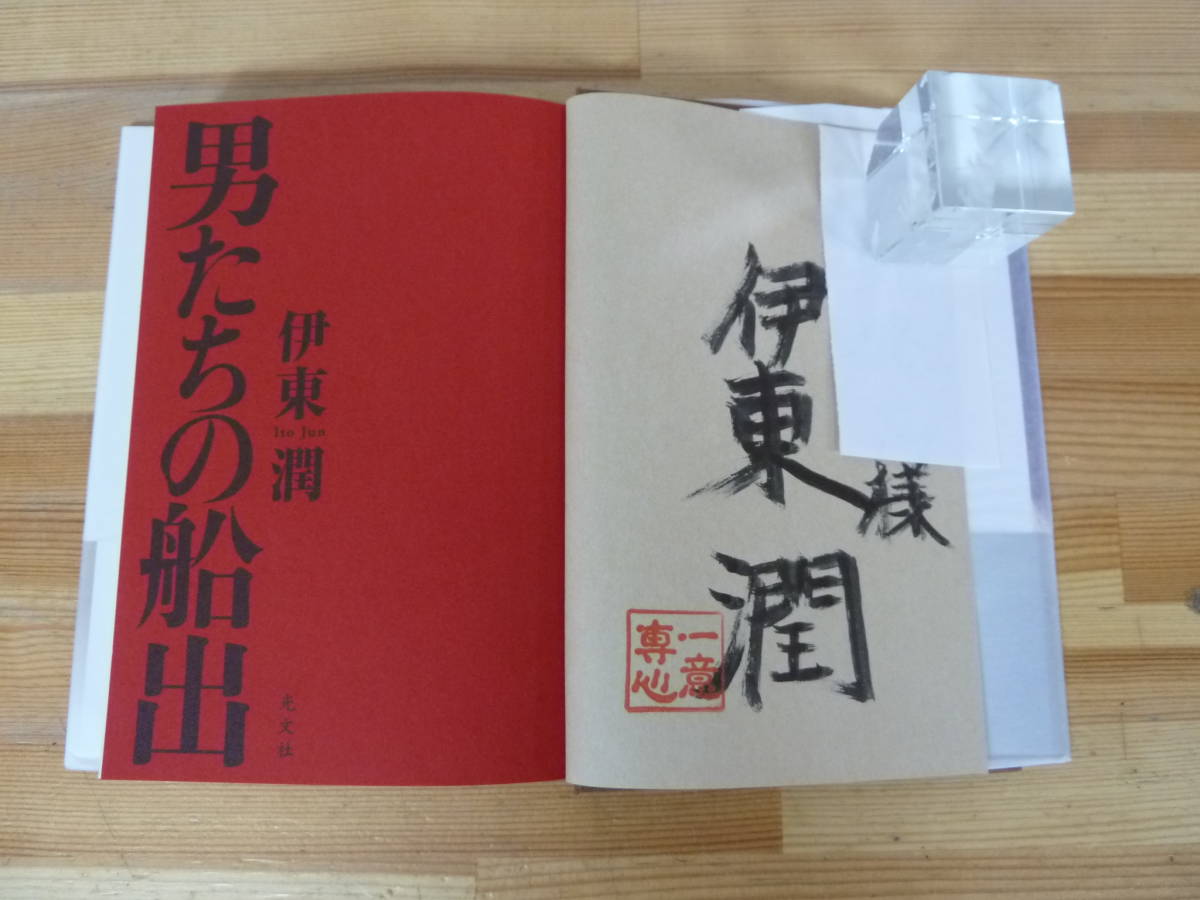 男たちの船出
伊東
Ito Jun
潤
光文社
様
伊東 潤
一意
専心